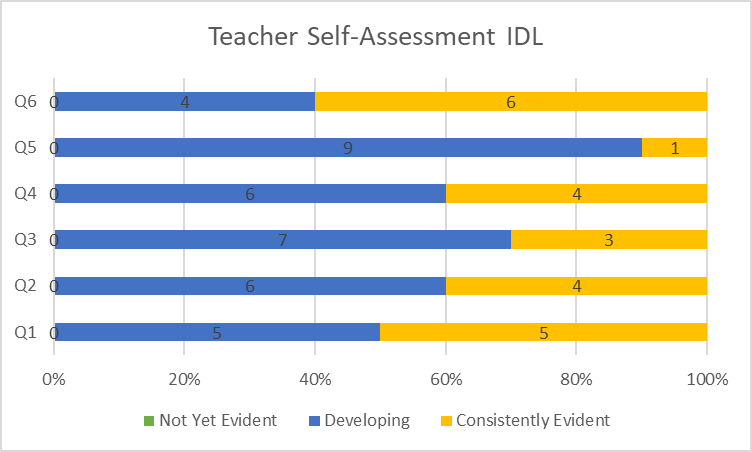 Teacher Self-Assessment IDL
Q6 0 4 6
Q5 0 9 1
Q4 0 6 4
Q3 0 7 3
Q2 0 6 4
Q1 0 5 5
0% 20% 40% 60% 80% 100%
Not Yet Evident Developing Consistently Evident